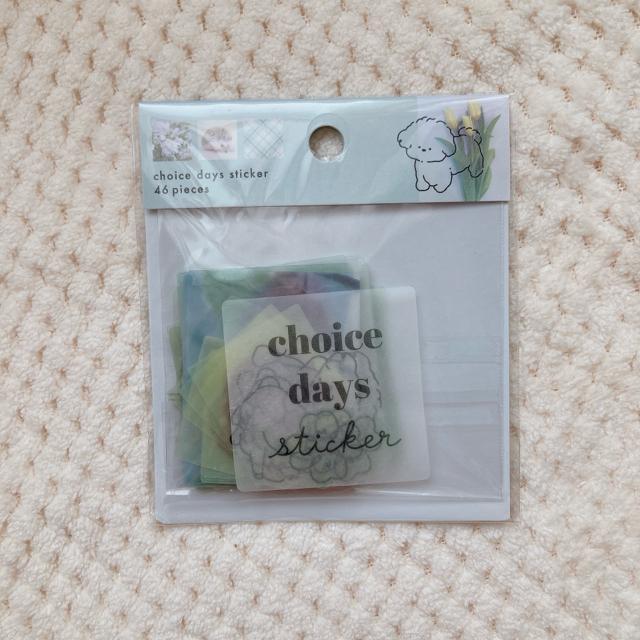 choice days sticker
46 pieces
choice
days
sticker